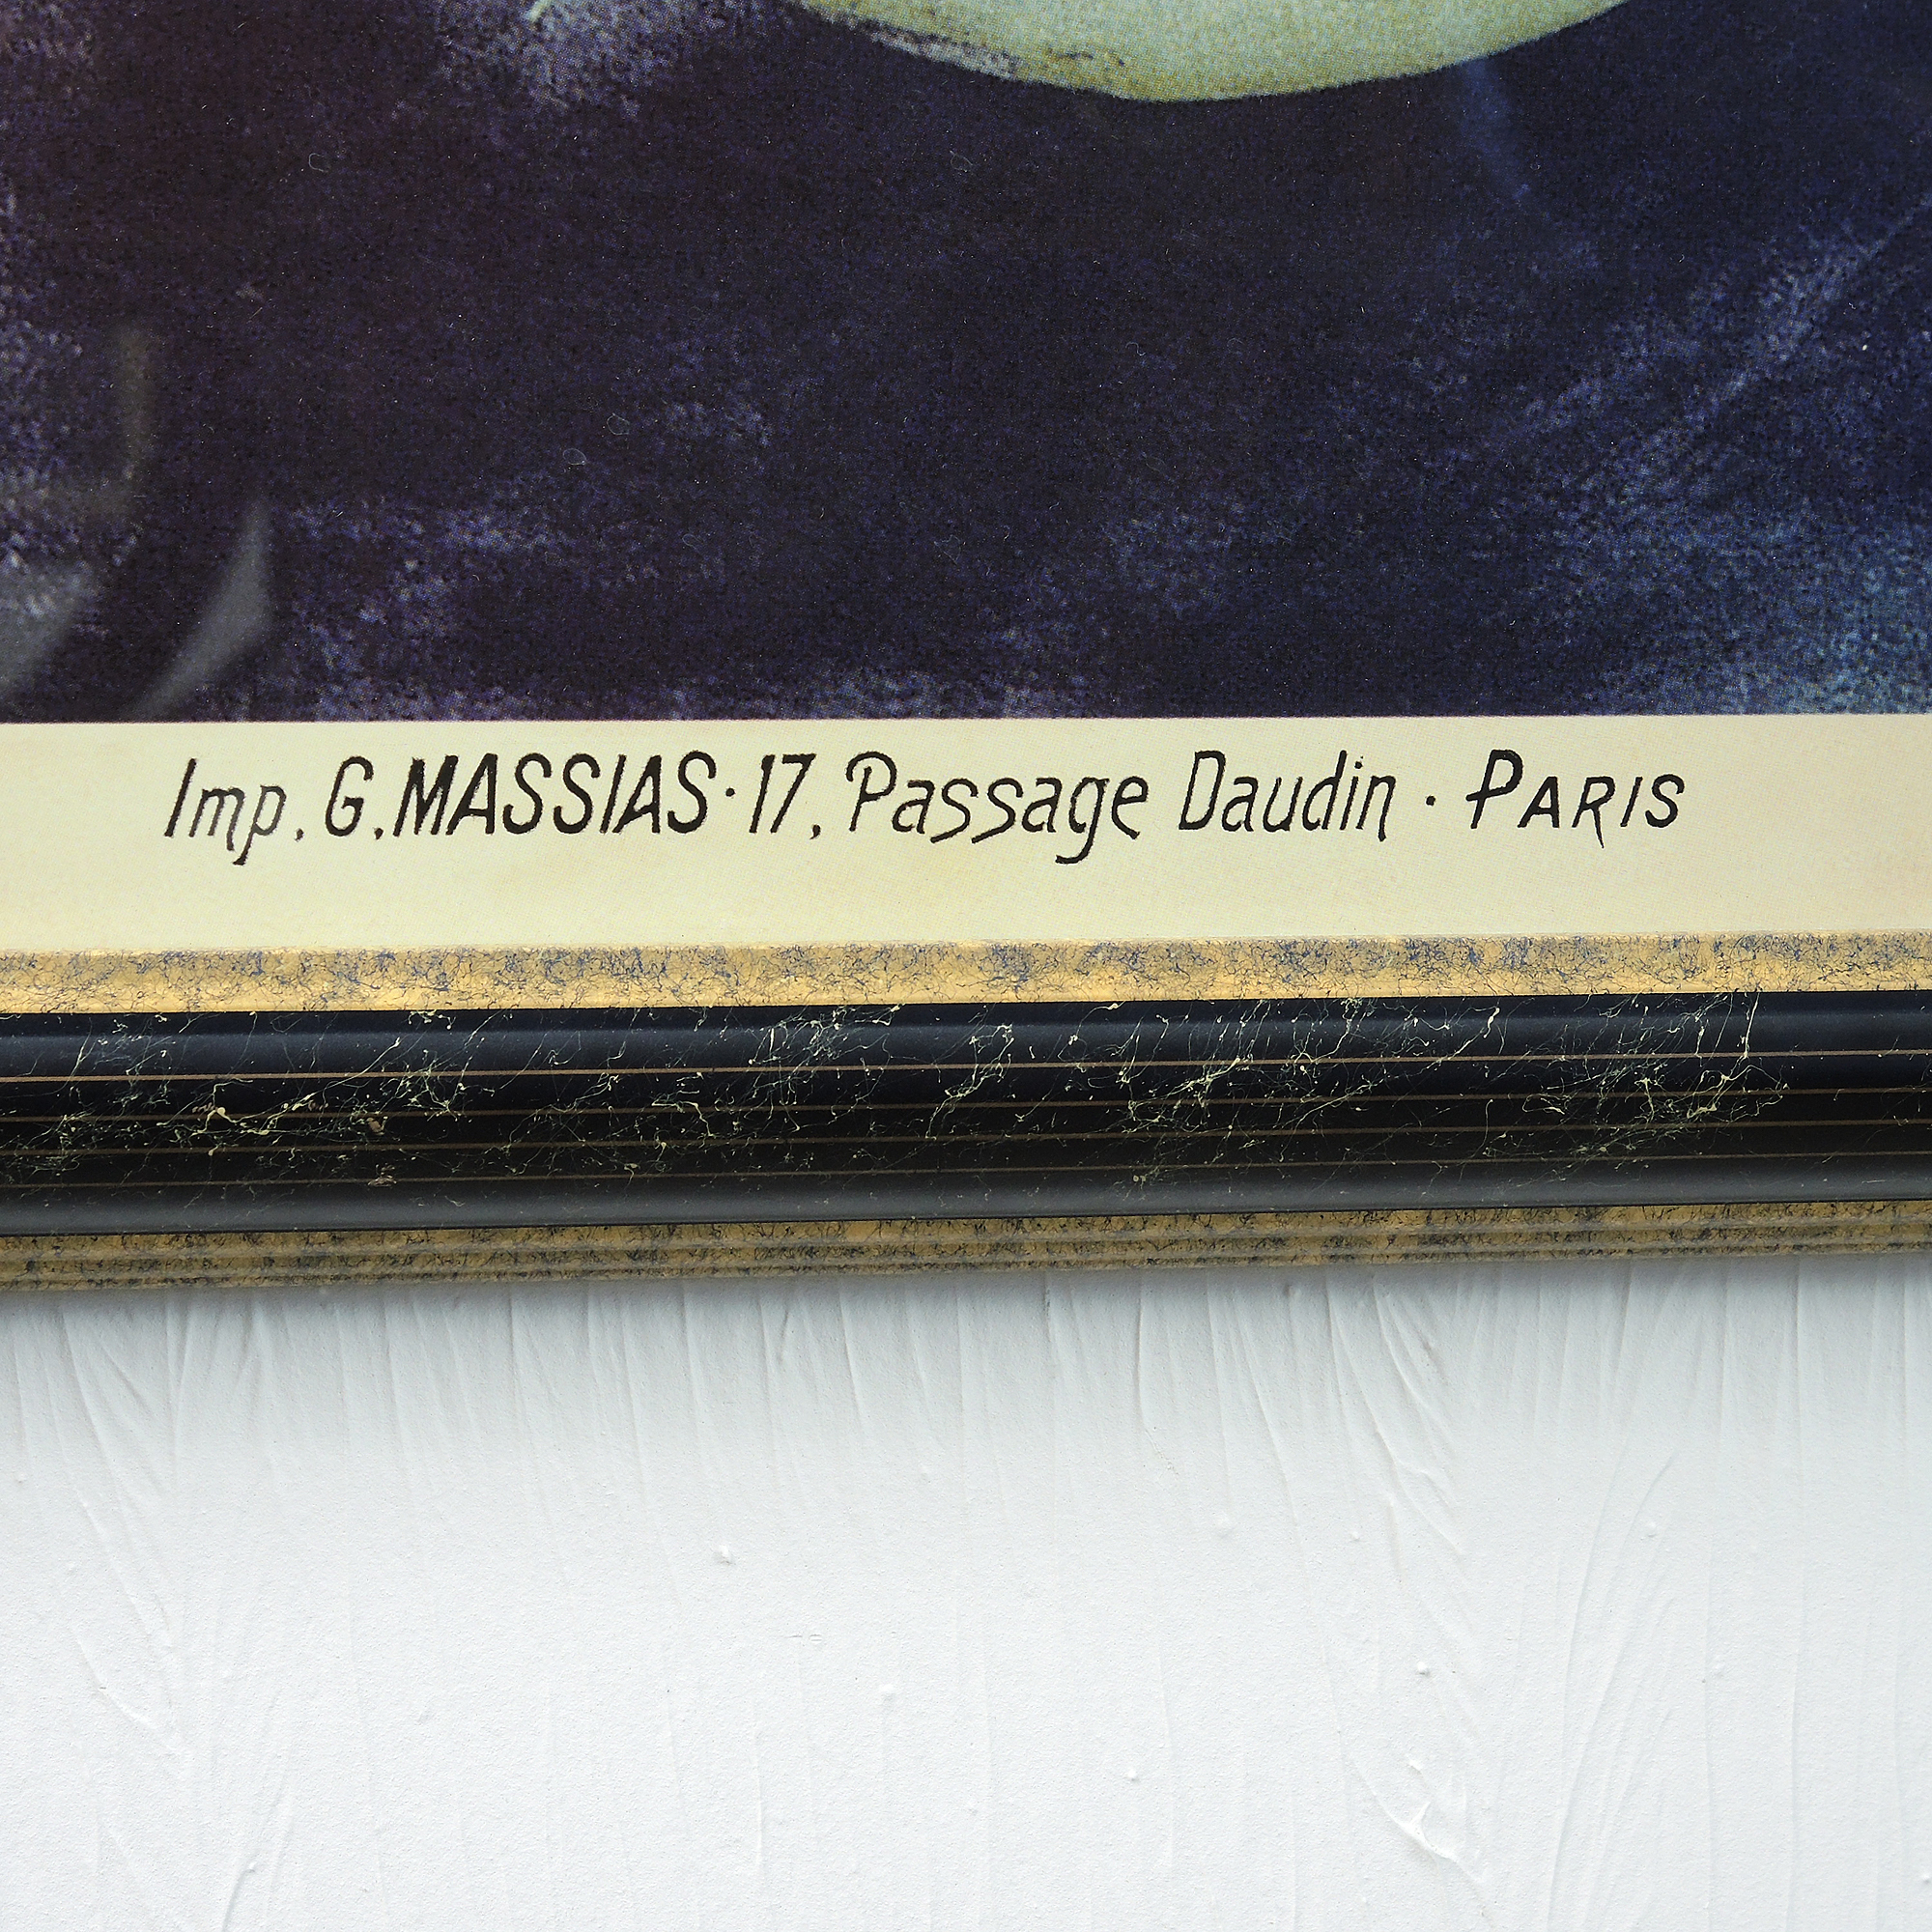 Imp. G. MASSIAS · 17, Passage Daudin · PARIS